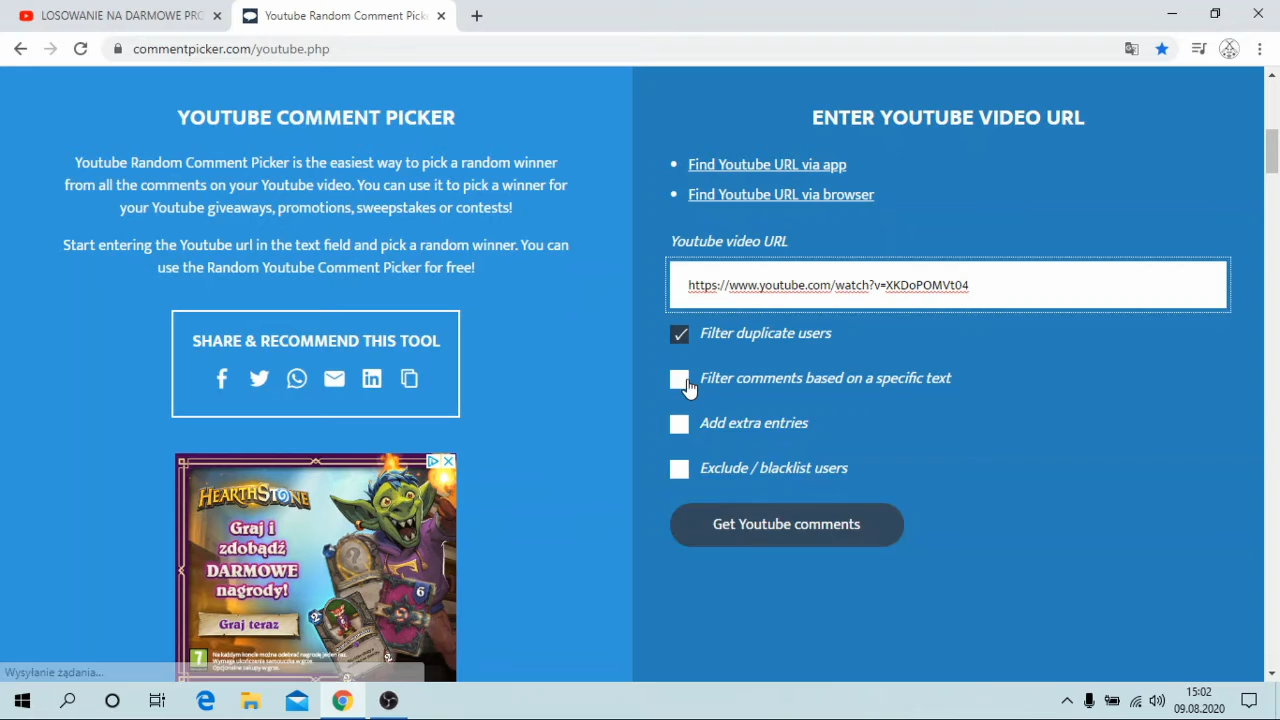 LOSOWANIE NA DARMOWE PRO
Youtube Random Comment Picke
commentpicker.com/youtube.php
YOUTUBE COMMENT PICKER
Youtube Random Comment Picker is the easiest way to pick a random winner
from all the comments on your Youtube video. You can use it to pick a winner for
your Youtube giveaways, promotions, sweepstakes or contests!
Start entering the Youtube url in the text field and pick a random winner. You can
use the Random Youtube Comment Picker for free!
SHARE & RECOMMEND THIS TOOL
HEARTHSTONE
Graj i
zdobądź
DARMOWE
nagrody!
Graj teraz
7
ENTER YOUTUBE VIDEO URL
Find Youtube URL via app
Find Youtube URL via browser
Youtube video URL
https://www.youtube.com/watch?v=XKDoPOMVt04
Filter duplicate users
Filter comments based on a specific text
Add extra entries
Exclude / blacklist users
Get Youtube comments
Wysyłanie żądania...
15:02
09.08.2020